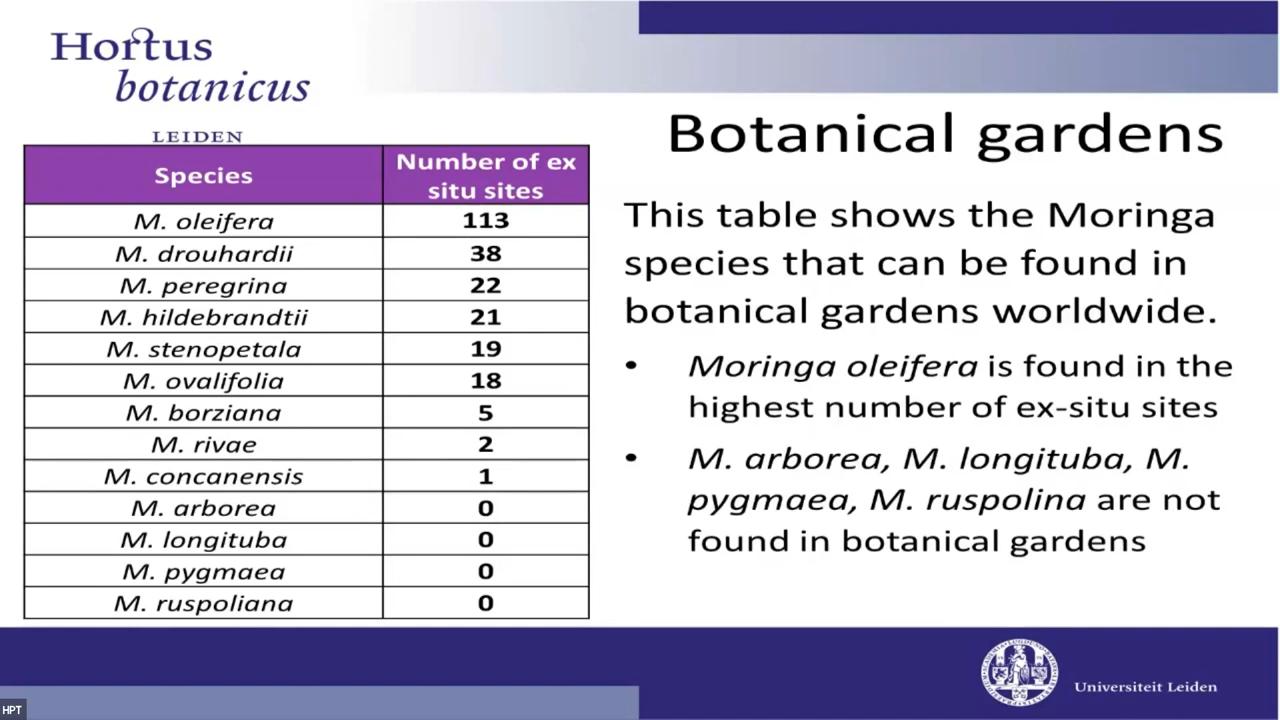 Hortus
botanicus
LEIDEN
Species Number of ex situ sites
M. oleifera 113
M. drouhardii 38
M. peregrina 22
M. hildebrandtii 21
M. stenopetala 19
M. ovalifolia 18
M. borziana 5
M. rivae 2
M. concanensis 1
M. arborea 0
M. longituba 0
M. pygmaea 0
M. ruspoliana 0
Botanical gardens
This table shows the Moringa
species that can be found in
botanical gardens worldwide.
• Moringa oleifera is found in the
highest number of ex-situ sites
• M. arborea, M. longituba, M.
pygmaea, M. ruspolina are not
found in botanical gardens
Universiteit Leiden
HPT